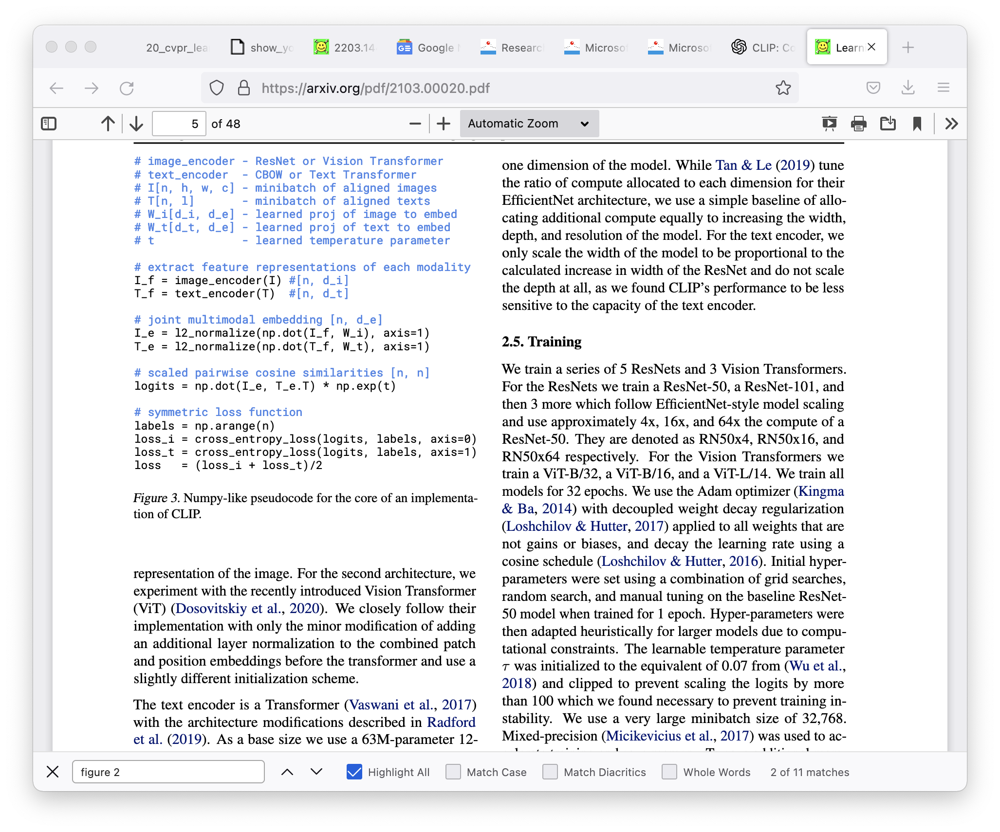 20_cvpr_lea
show_yo
2203.14
Google
Researc
Microso
Microso
CLIP: Co
Learn
https://arxiv.org/pdf/2103.00020.pdf
5 of 48
Automatic Zoom
# image_encoder - ResNet or Vision Transformer
# text_encoder  - CBOW or Text Transformer
# I[n, h, w, c] - minibatch of aligned images
# T[n, l]       - minibatch of aligned texts
# W_i[d_i, d_e] - learned proj of image to embed
# W_t[d_t, d_e] - learned proj of text to embed
# t             - learned temperature parameter
# extract feature representations of each modality
I_f = image_encoder(I) #[n, d_i]
T_f = text_encoder(T)  #[n, d_t]
# joint multimodal embedding [n, d_e]
I_e = l2_normalize(np.dot(I_f, W_i), axis=1)
T_e = l2_normalize(np.dot(T_f, W_t), axis=1)
# scaled pairwise cosine similarities [n, n]
logits = np.dot(I_e, T_e.T) * np.exp(t)
# symmetric loss function
labels = np.arange(n)
loss_i = cross_entropy_loss(logits, labels, axis=0)
loss_t = cross_entropy_loss(logits, labels, axis=1)
loss   = (loss_i + loss_t)/2
Figure 3. Numpy-like pseudocode for the core of an implementa-
tion of CLIP.
representation of the image. For the second architecture, we
experiment with the recently introduced Vision Transformer
(ViT) (Dosovitskiy et al., 2020). We closely follow their
implementation with only the minor modification of adding
an additional layer normalization to the combined patch
and position embeddings before the transformer and use a
slightly different initialization scheme.
The text encoder is a Transformer (Vaswani et al., 2017)
with the architecture modifications described in Radford
et al. (2019). As a base size we use a 63M-parameter 12-
one dimension of the model. While Tan & Le (2019) tune
the ratio of compute allocated to each dimension for their
EfficientNet architecture, we use a simple baseline of allo-
cating additional compute equally to increasing the width,
depth, and resolution of the model. For the text encoder, we
only scale the width of the model to be proportional to the
calculated increase in width of the ResNet and do not scale
the depth at all, as we found CLIP's performance to be less
sensitive to the capacity of the text encoder.
2.5. Training
We train a series of 5 ResNets and 3 Vision Transformers.
For the ResNets we train a ResNet-50, a ResNet-101, and
then 3 more which follow EfficientNet-style model scaling
and use approximately 4x, 16x, and 64x the compute of a
ResNet-50. They are denoted as RN50x4, RN50x16, and
RN50x64 respectively. For the Vision Transformers we
train a ViT-B/32, a ViT-B/16, and a ViT-L/14. We train all
models for 32 epochs. We use the Adam optimizer (Kingma
& Ba, 2014) with decoupled weight decay regularization
(Loshchilov & Hutter, 2017) applied to all weights that are
not gains or biases, and decay the learning rate using a
cosine schedule (Loshchilov & Hutter, 2016). Initial hyper-
parameters were set using a combination of grid searches,
random search, and manual tuning on the baseline ResNet-
50 model when trained for 1 epoch. Hyper-parameters were
then adapted heuristically for larger models due to compu-
tational constraints. The learnable temperature parameter
τ was initialized to the equivalent of 0.07 from (Wu et al.,
2018) and clipped to prevent scaling the logits by more
than 100 which we found necessary to prevent training in-
stability. We use a very large minibatch size of 32,768.
Mixed-precision (Micikevicius et al., 2017) was used to ac-
figure 2
Highlight All
Match Case
Match Diacritics
Whole Words
2 of 11 matches